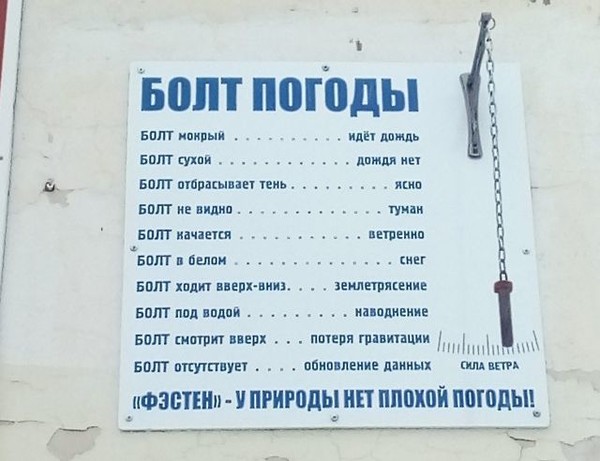 БОЛТ ПОГОДЫ
БОЛТ мокрый . . . . . . . . . . идёт дождь
БОЛТ сухой . . . . . . . . . . . . дождя нет
БОЛТ отбрасывает тень . . . . . . . . . ясно
БОЛТ не видно . . . . . . . . . . . . . туман
БОЛТ качается . . . . . . . . . . . ветренно
БОЛТ в белом . . . . . . . . . . . . . снег
БОЛТ ходит вверх-вниз. . . . землетрясение
БОЛТ под водой . . . . . . . . наводнение
БОЛТ смотрит вверх . . . потеря гравитации
БОЛТ отсутствует . . . . обновление данных
СИЛА ВЕТРА
«ФЭСТЕН» - У ПРИРОДЫ НЕТ ПЛОХОЙ ПОГОДЫ!